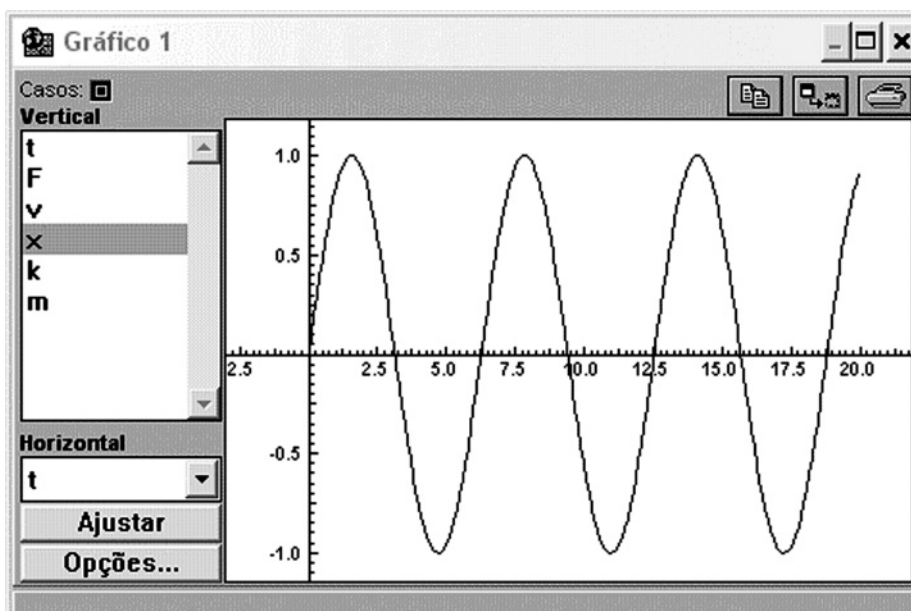 Gráfico 1
Casos:
Vertical
t
F
v
x
k
m
Horizontal
t
Ajustar
Opções...
1.0
0.5
2.5 2.5 5.0 7.5 10.0 12.5 15.0 17.5 20.0
-0.5
-1.0